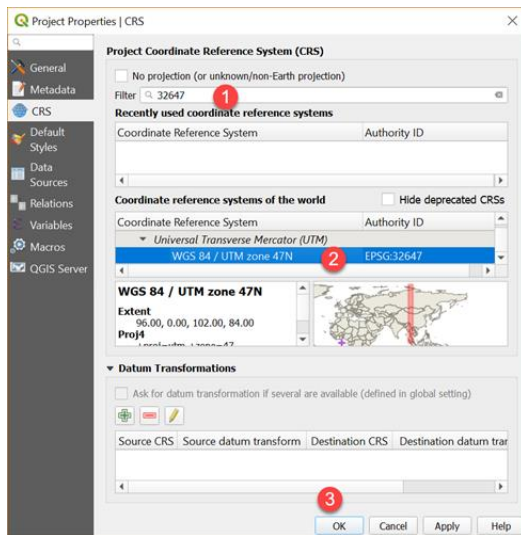 Project Properties | CRS
General
Metadata
CRS
Default
Styles
Data
Sources
Relations
Variables
Macros
QGIS Server
Project Coordinate Reference System (CRS)
No projection (or unknown/non-Earth projection)
Filter 32647
1
Recently used coordinate reference systems
Coordinate Reference System Authority ID
Coordinate reference systems of the world Hide deprecated CRSs
Coordinate Reference System Authority ID
Universal Transverse Mercator (UTM)
WGS 84 / UTM zone 47N 2 EPSG:32647
WGS 84 / UTM zone 47N
Extent
96.00, 0.00, 102.00, 84.00
Proj4
+proj=utm +zone=47
Datum Transformations
Ask for datum transformation if several are available (defined in global setting)
Source CRS Source datum transform Destination CRS Destination datum tran
3
OK Cancel Apply Help